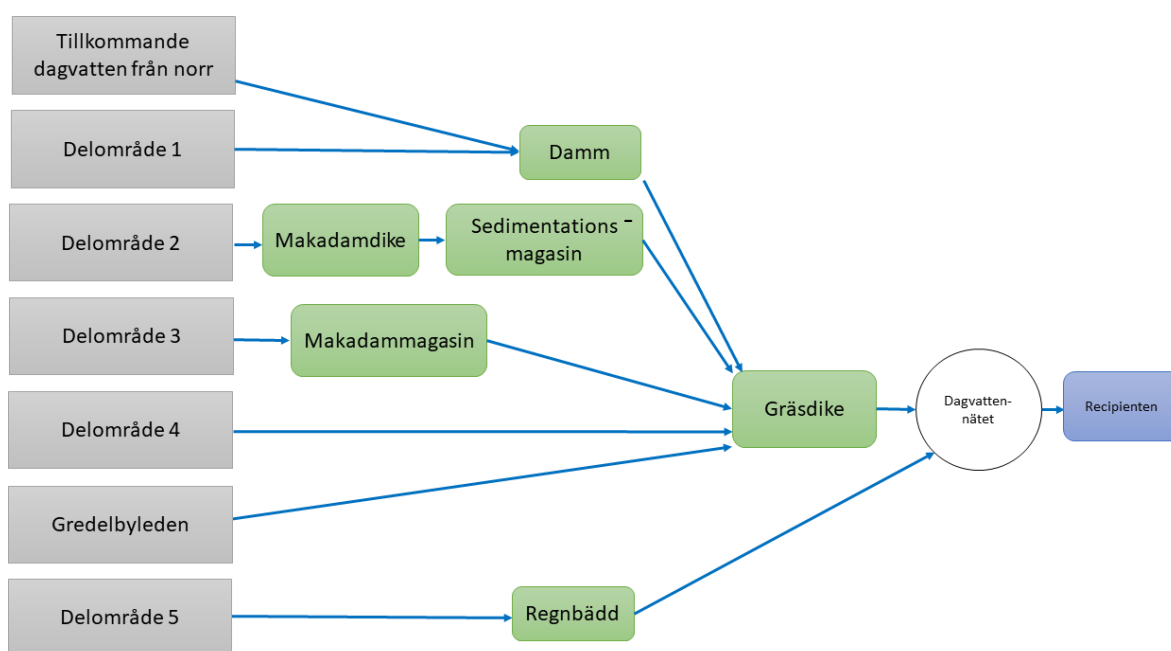 Tillkommande
dagvatten från norr
Delområde 1
Damm
Delområde 2
Makadamdike
Sedimentations-
magasin
Delområde 3
Makadammagasin
Delområde 4
Gräsdike
Dagvatten-
nätet
Recipienten
Gredelbyleden
Delområde 5
Regnbädd